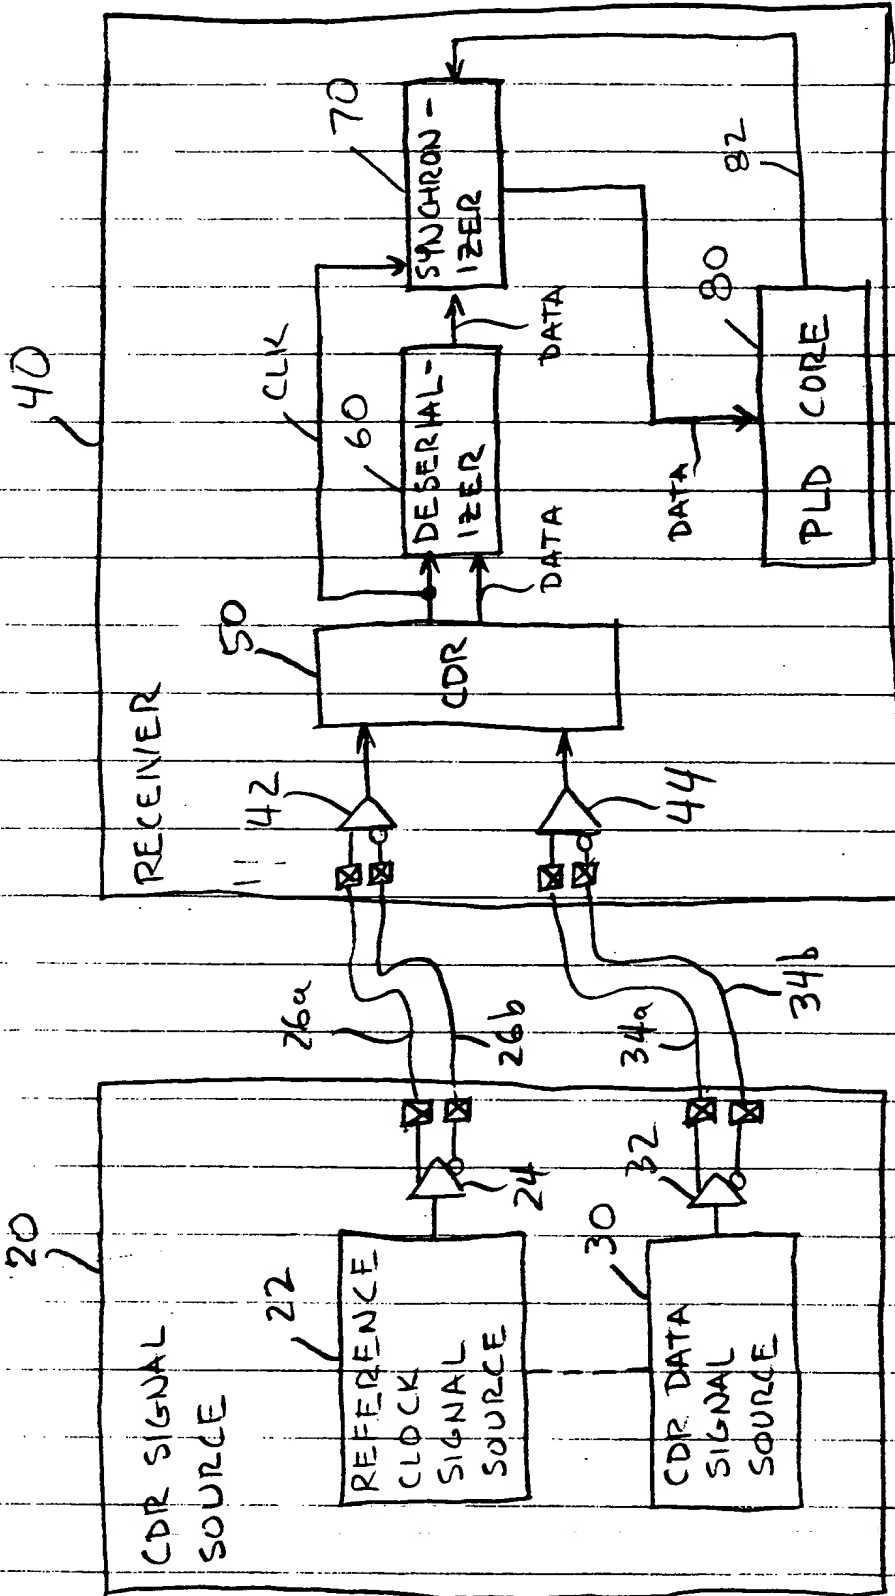 CDR SIGNAL
SOURCE
20
REFERENCE
CLOCK
SIGNAL
SOURCE
22
24
CDR DATA
SIGNAL
SOURCE
30
32
26a
26b
34a
34b
RECEIVER
40
42
44
CDR
50
CLK
DATA
DESERIAL-
IZER
60
DATA
SYNCHRON-
IZER
70
DATA
PLD CORE
80
82